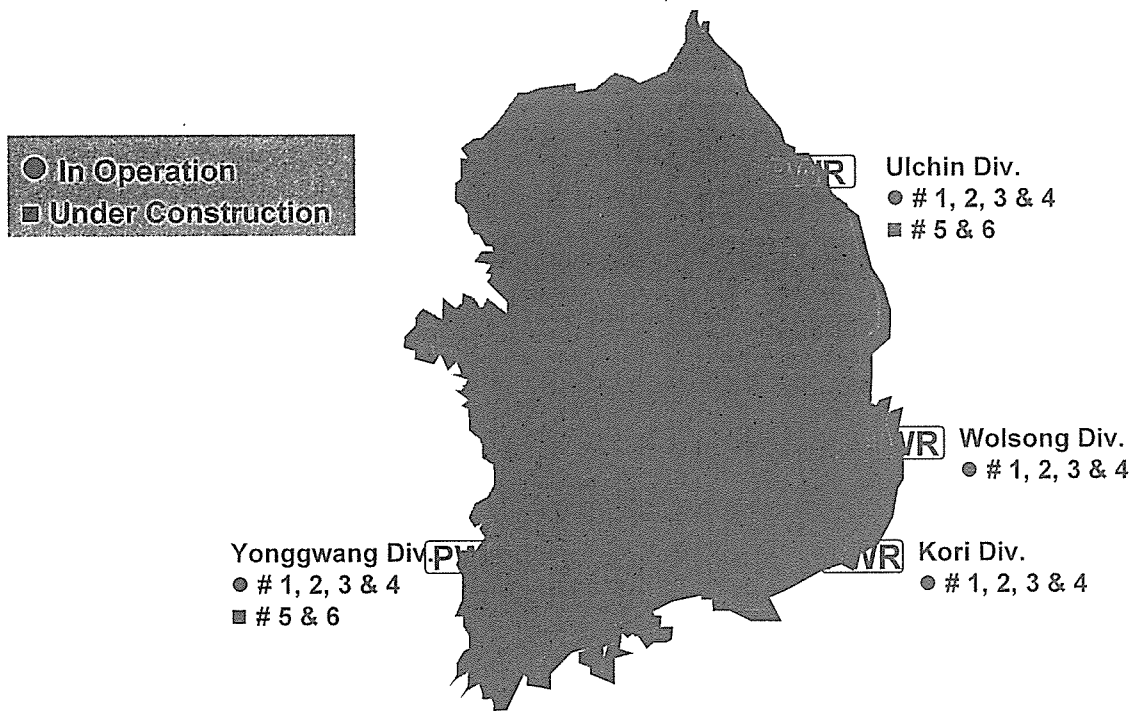 In Operation
Under Construction
Ulchin Div.
# 1, 2, 3 & 4
# 5 & 6
Wolsong Div.
# 1, 2, 3 & 4
Yonggwang Div.
# 1, 2, 3 & 4
# 5 & 6
Kori Div.
# 1, 2, 3 & 4